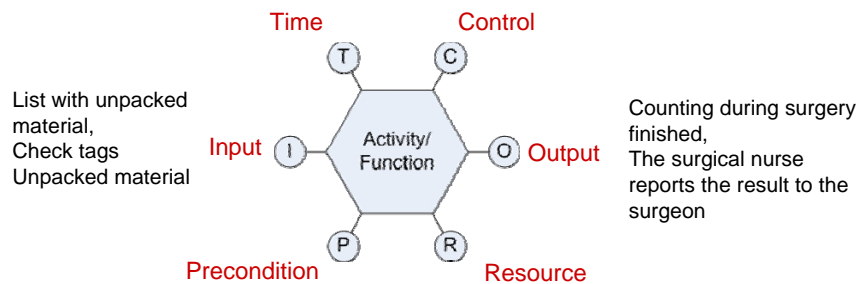 Time
Control
T
C
List with unpacked
material,
Check tags
Unpacked material
Input
I
Activity/
Function
O
Output
Counting during surgery
finished,
The surgical nurse
reports the result to the
surgeon
P
R
Precondition
Resource